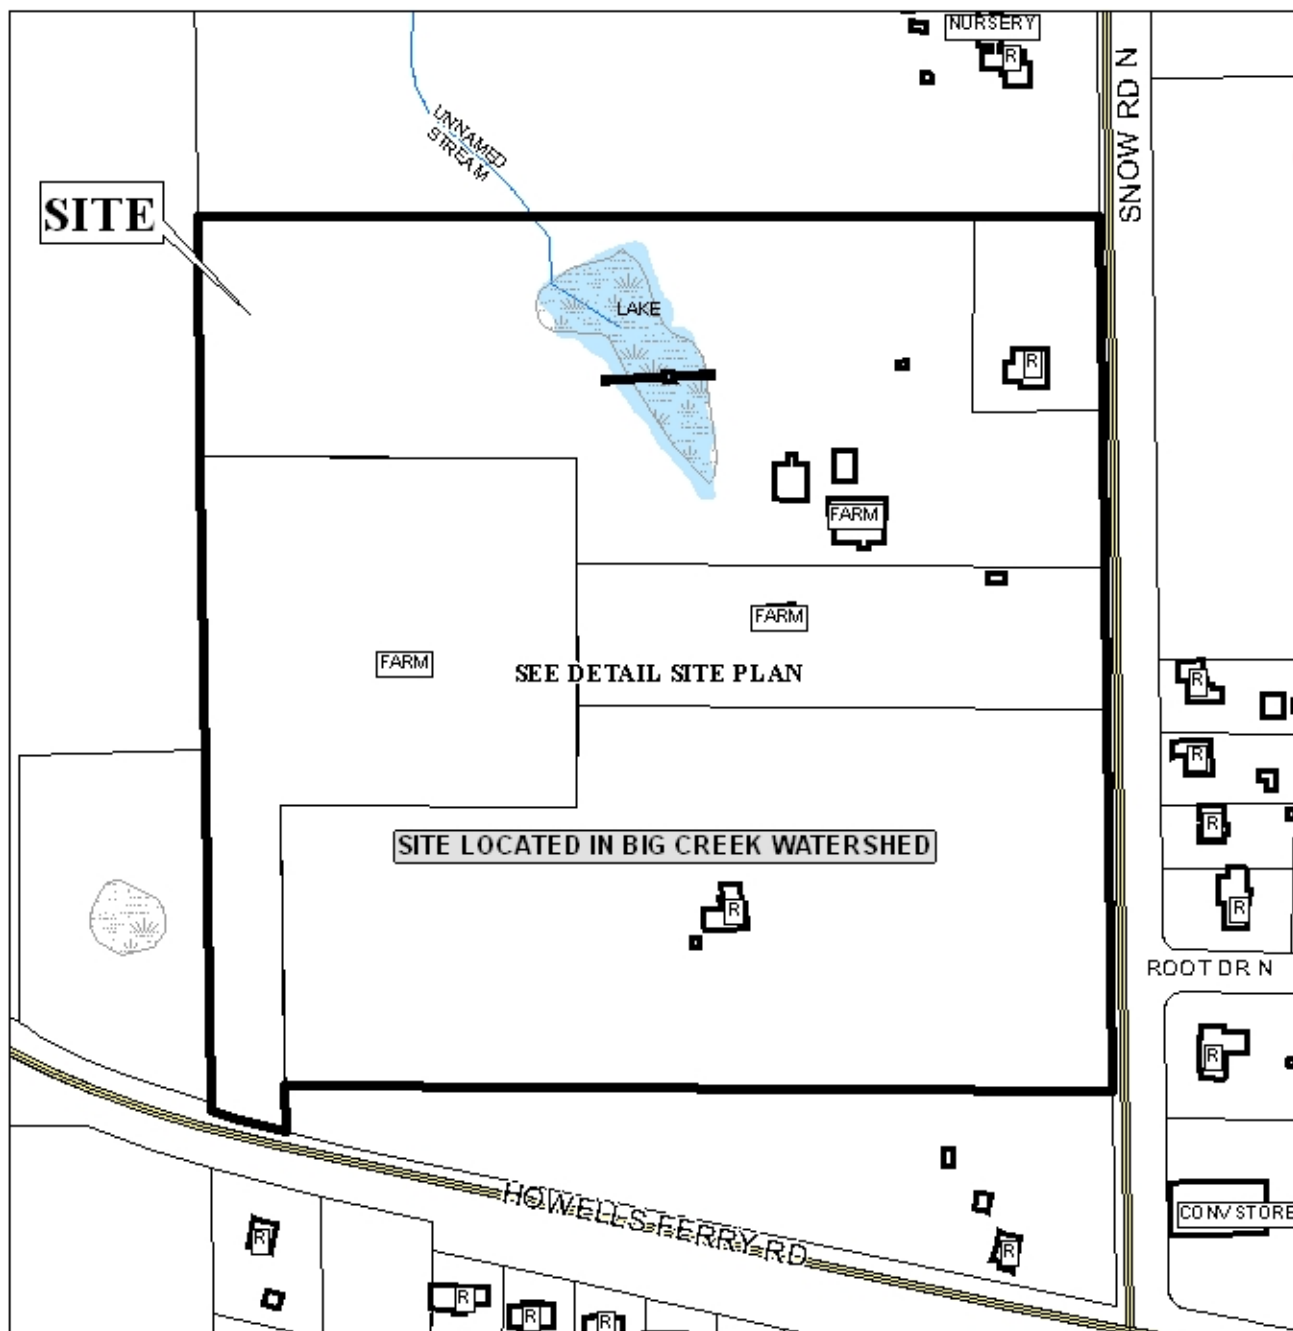 NURSERY
R
SNOW RD N
UNNAMED
STREAM
SITE
LAKE
R
FARM
FARM
FARM
SEE DETAIL SITE PLAN
R
R
R
SITE LOCATED IN BIG CREEK WATERSHED
R
R
ROOT DR N
R
HOWELLS FERRY RD
CONV STORE
R
R
R
R
R